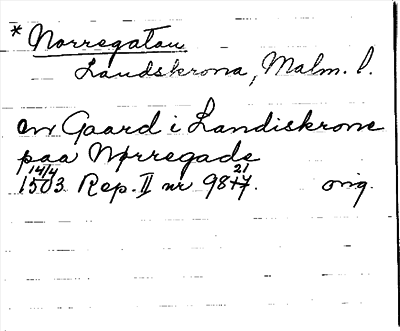 * Norregatan
Landskrona, Malm. l.
en Gaard i Landiskrone
paa Nørregade
14/4 21
1503. Rep. II nr 9847. orig.